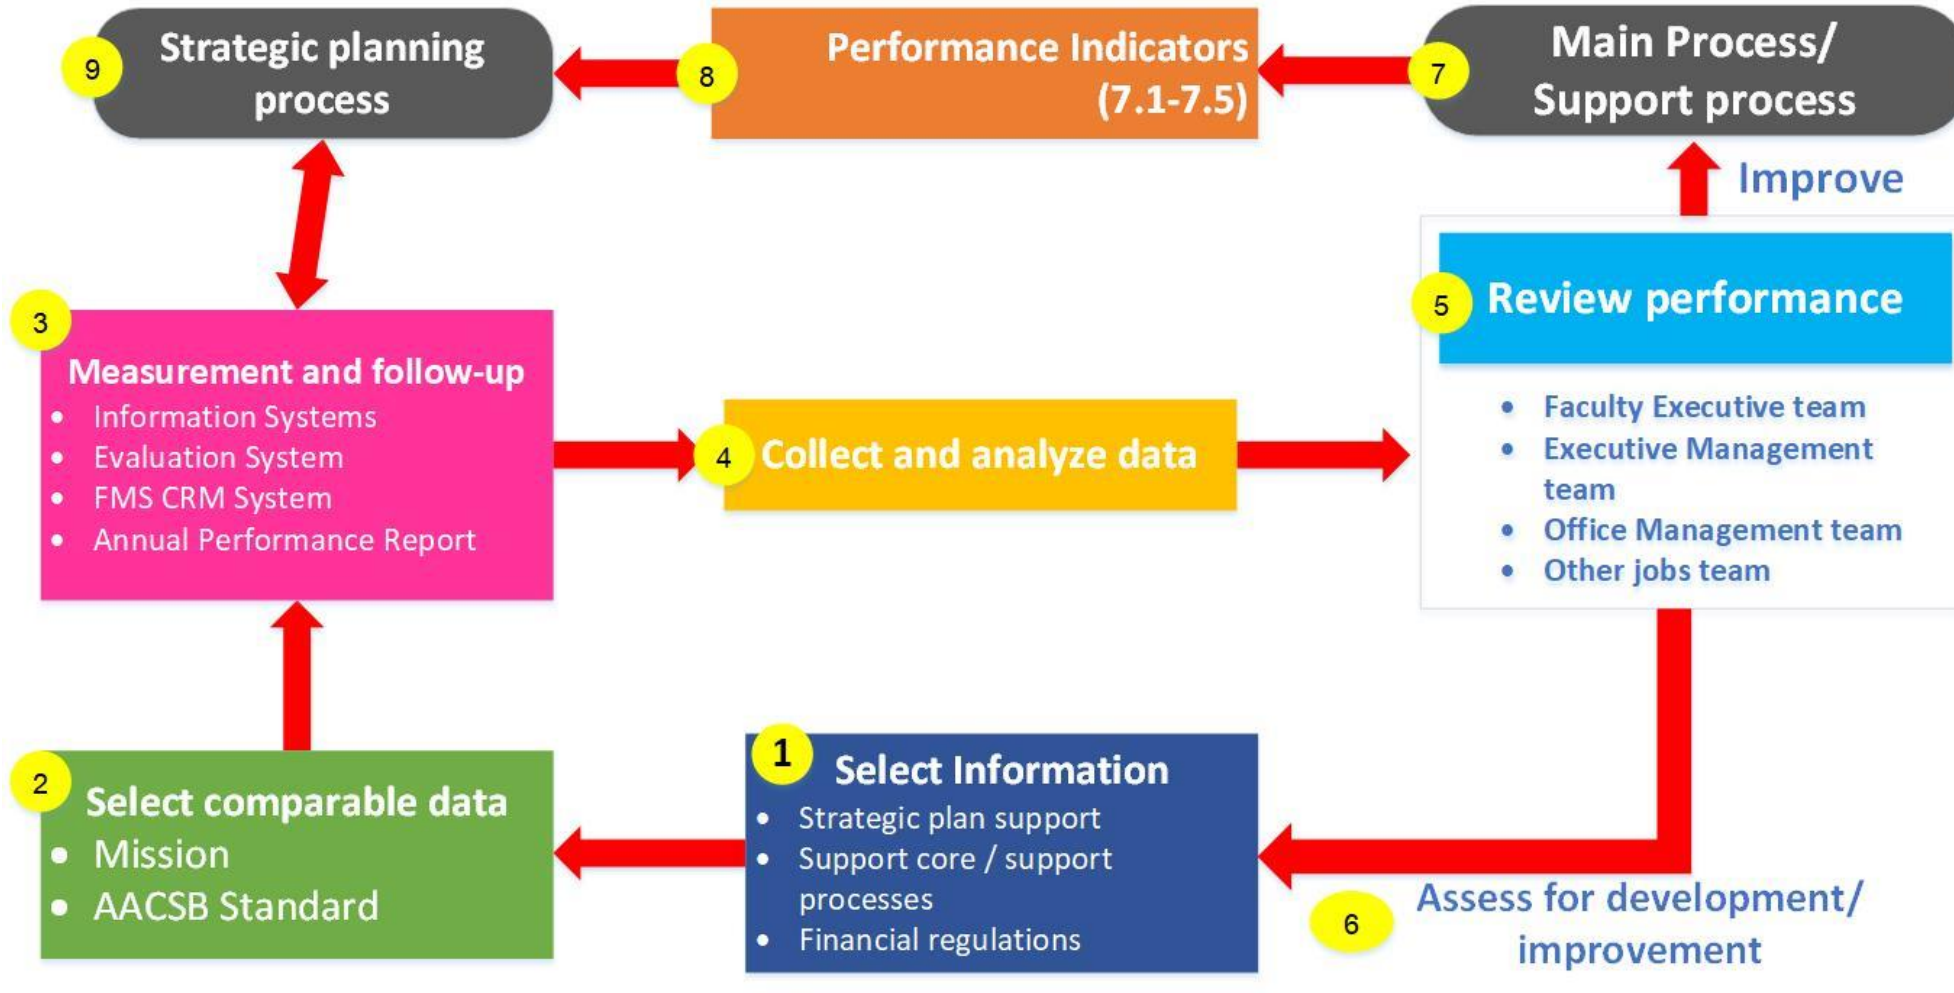 9
Strategic planning
process
8
Performance Indicators
(7.1-7.5)
7
Main Process/
Support process
Improve
3
Measurement and follow-up
• Information Systems
• Evaluation System
• FMS CRM System
• Annual Performance Report
4
Collect and analyze data
5
Review performance
• Faculty Executive team
• Executive Management
team
• Office Management team
• Other jobs team
2
Select comparable data
• Mission
• AACSB Standard
1
Select Information
• Strategic plan support
• Support core / support
processes
• Financial regulations
6
Assess for development/
improvement